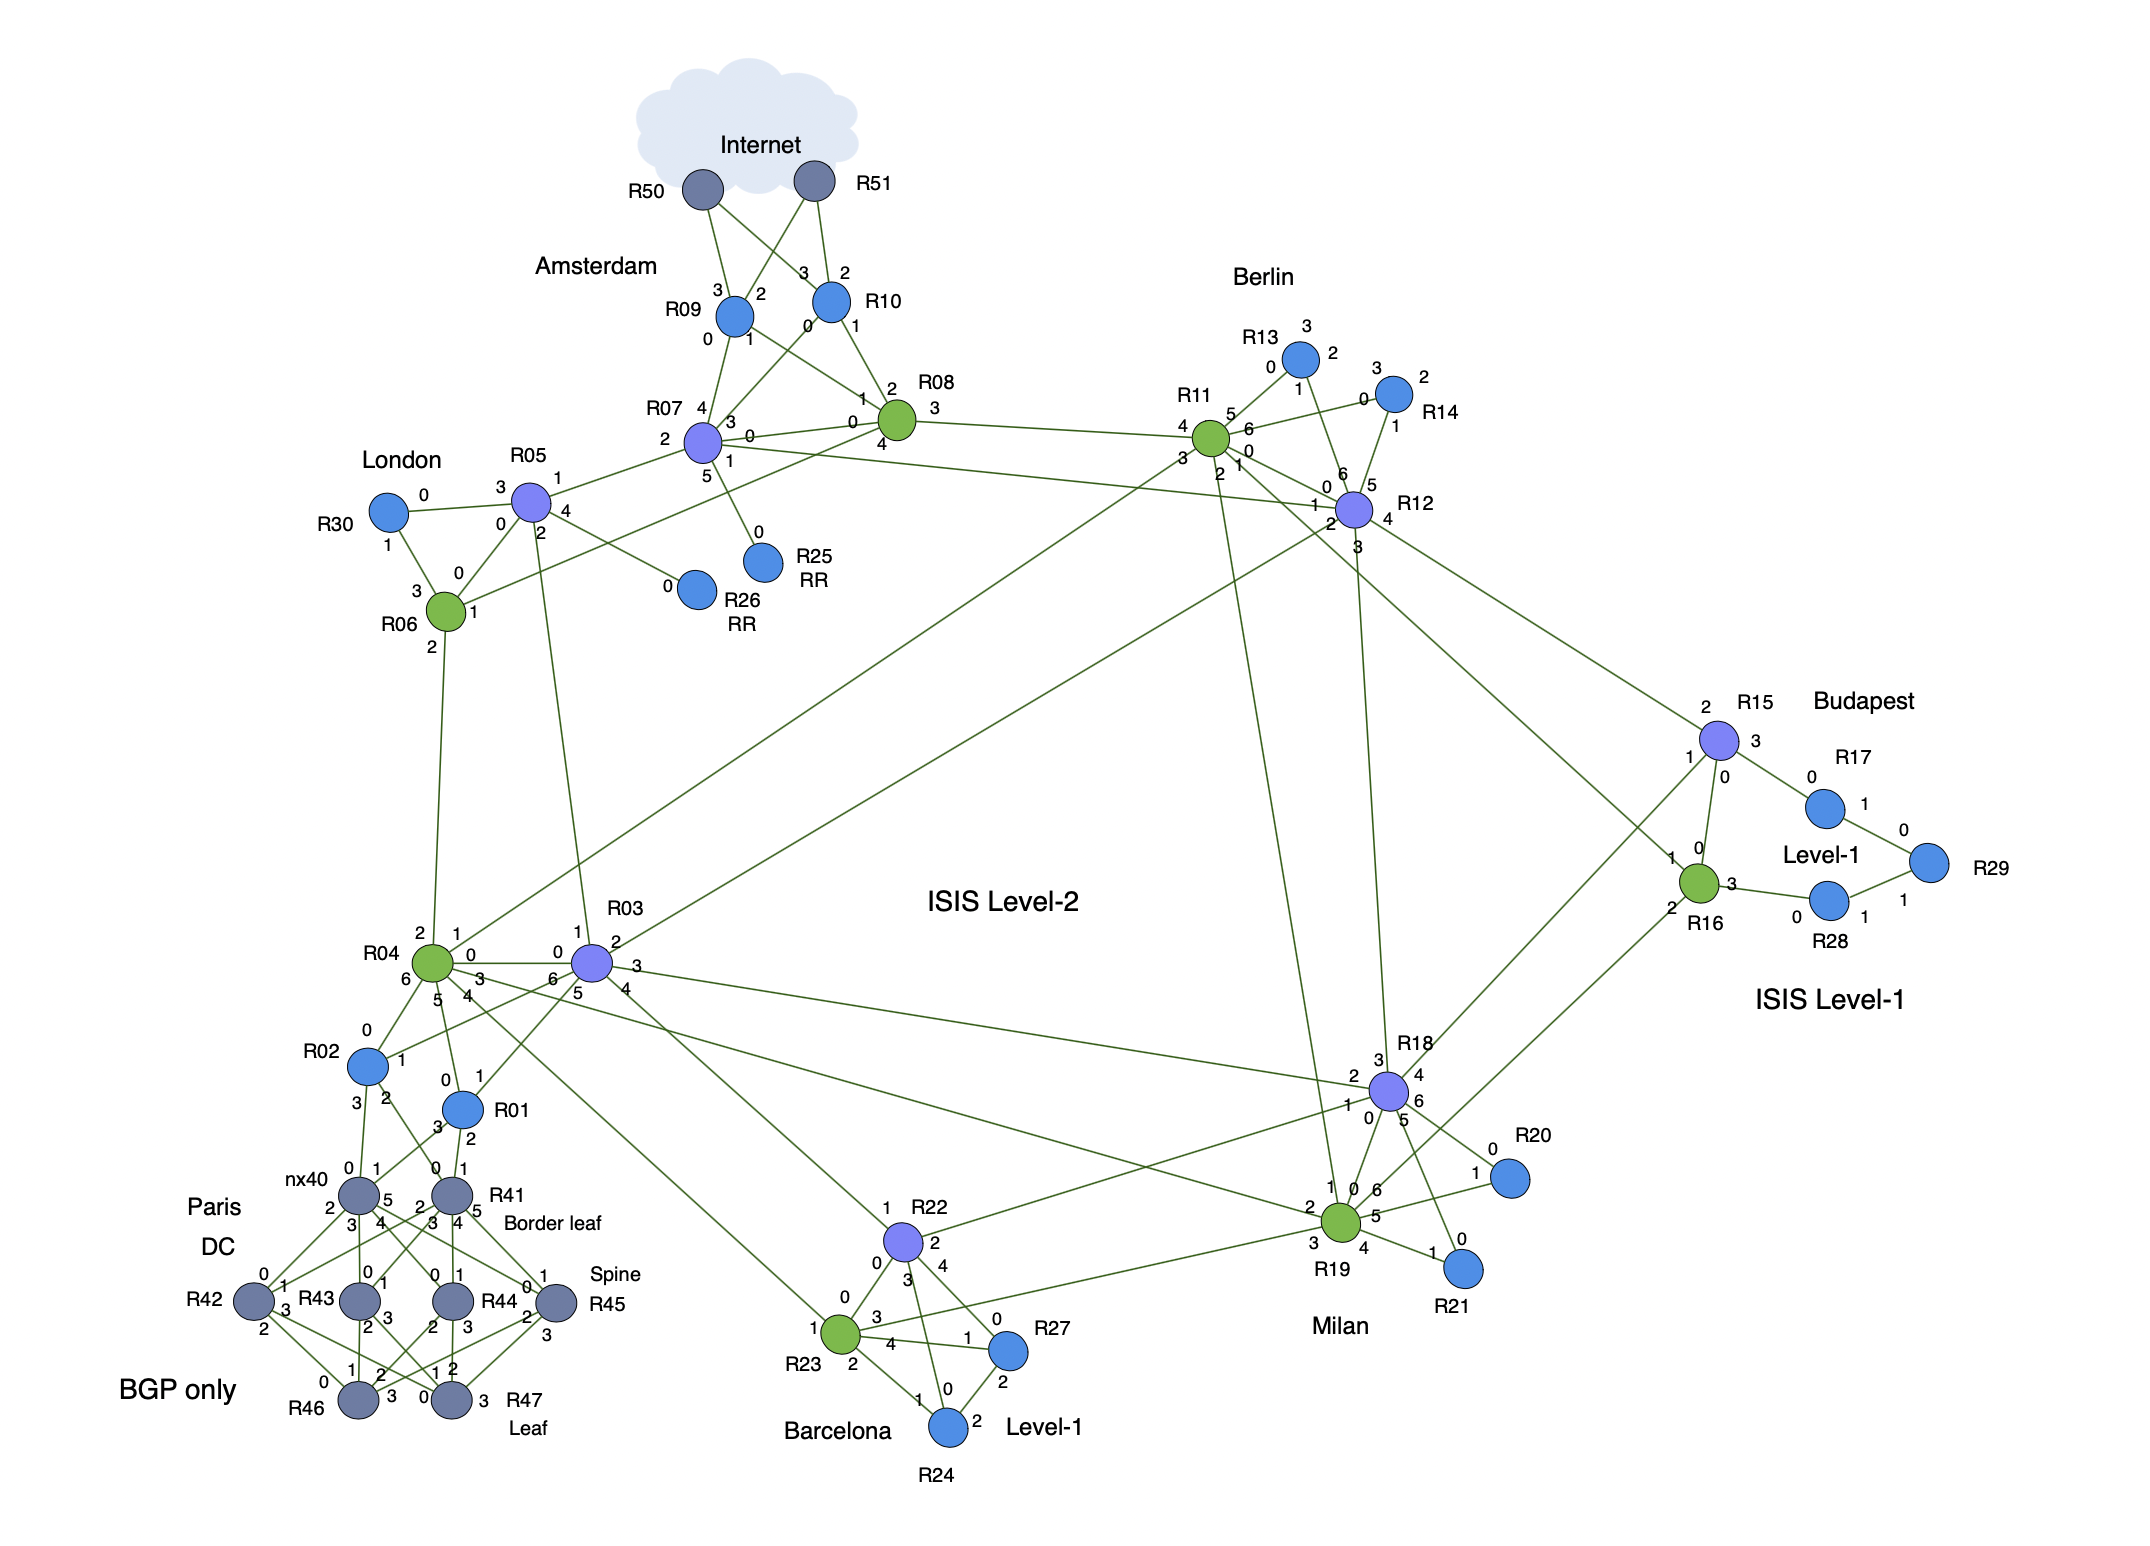 Internet
R50
R51
Amsterdam
3
2
3
2
R09
R10
0
1
0
1
Berlin
3
R13
2
0
1
3
2
0
R14
1
R08
2
1
3
0
4
R07
4
3
2
0
1
5
R11
5
4
6
0
3
1
2
6
0
5
1
R12
2
4
3
London
R05
1
3
0
4
0
2
R30
1
0
R25
RR
0
R26
RR
0
3
1
R06
2
2
R15
Budapest
3
1
0
R17
0
1
0
0
Level-1
1
R29
3
2
1
R16
0
1
R28
ISIS Level-2
ISIS Level-1
R03
1
2
2
1
R04
0
0
3
3
6
6
5
4
5
4
0
R02
1
0
1
R01
3
2
3
2
R18
3
2
4
1
6
0
5
R20
0
1
nx40
0
1
0
1
R41
2
5
3
4
2
3
4
5
Border leaf
Paris
DC
1
0
6
2
5
3
4
R19
0
1
R21
Milan
1
R22
2
0
3
4
0
3
1
4
R23
2
0
R27
1
2
0
1
2
Barcelona
Level-1
R24
Spine
R42
0
1
3
2
R43
0
1
3
2
0
1
R44
2
3
1
0
R45
2
3
BGP only
0
1
2
3
R46
0
1
2
3
R47
Leaf